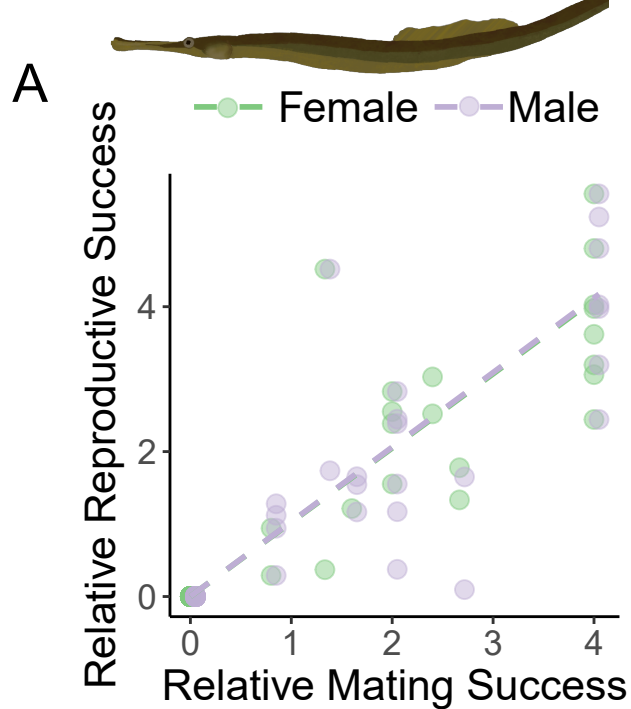 A
Female Male
Relative Reproductive Success
4
2
0
0 1 2 3 4
Relative Mating Success